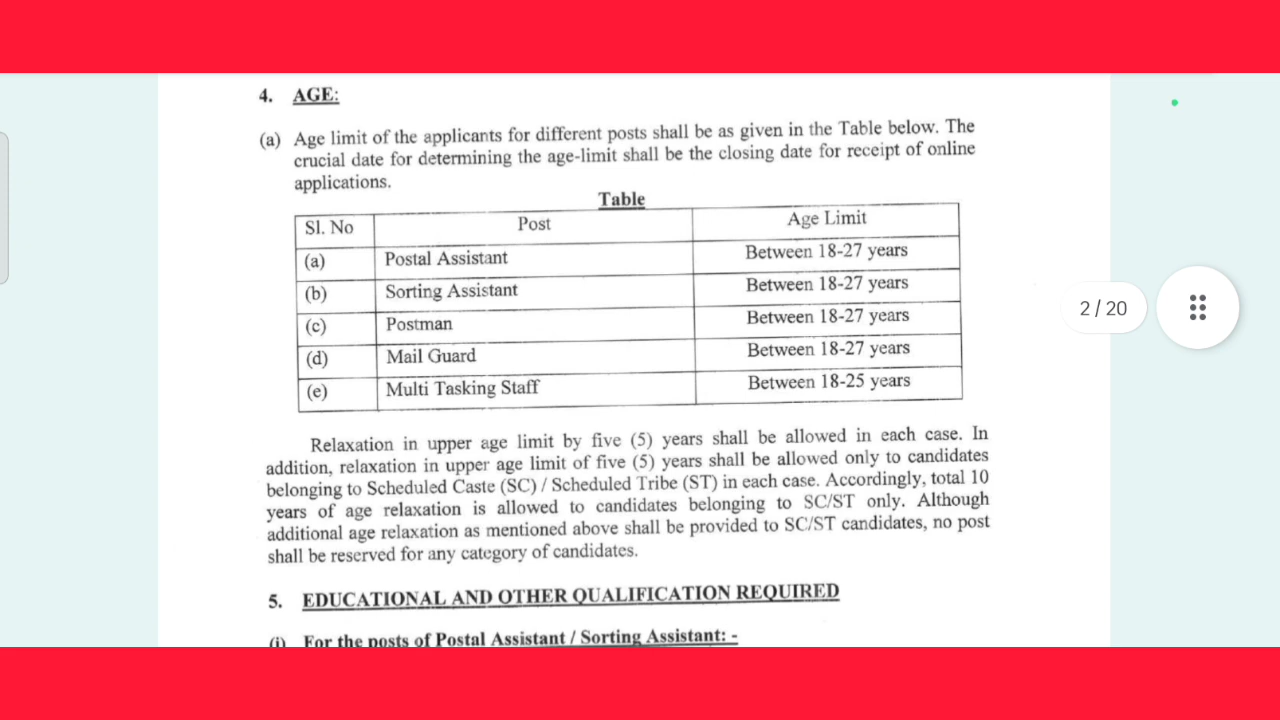 4. AGE:
(a) Age limit of the applicants for different posts shall be as given in the Table below. The
crucial date for determining the age-limit shall be the closing date for receipt of online
applications.
Table
Sl. No Post Age Limit
(a) Postal Assistant Between 18-27 years
(b) Sorting Assistant Between 18-27 years
(c) Postman Between 18-27 years
(d) Mail Guard Between 18-27 years
(e) Multi Tasking Staff Between 18-25 years
2 / 20
Relaxation in upper age limit by five (5) years shall be allowed in each case. In
addition, relaxation in upper age limit of five (5) years shall be allowed only to candidates
belonging to Scheduled Caste (SC) / Scheduled Tribe (ST) in each case. Accordingly, total 10
years of age relaxation is allowed to candidates belonging to SC/ST only. Although
additional age relaxation as mentioned above shall be provided to SC/ST candidates, no post
shall be reserved for any category of candidates.
5. EDUCATIONAL AND OTHER QUALIFICATION REQUIRED
(i) For the posts of Postal Assistant / Sorting Assistant: -